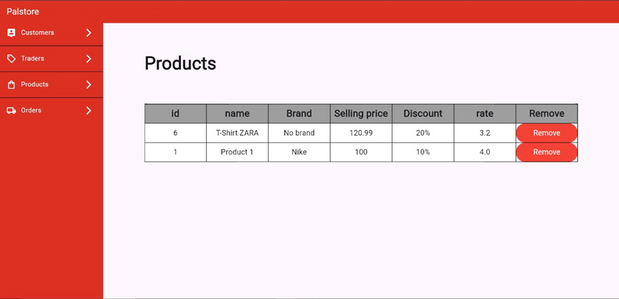 Palstore
Customers
Traders
Products
Orders
Products
id name Brand Selling price Discount rate Remove
6 T-Shirt ZARA No brand 120.99 20% 3.2 Remove
1 Product 1 Nike 100 10% 4.0 Remove